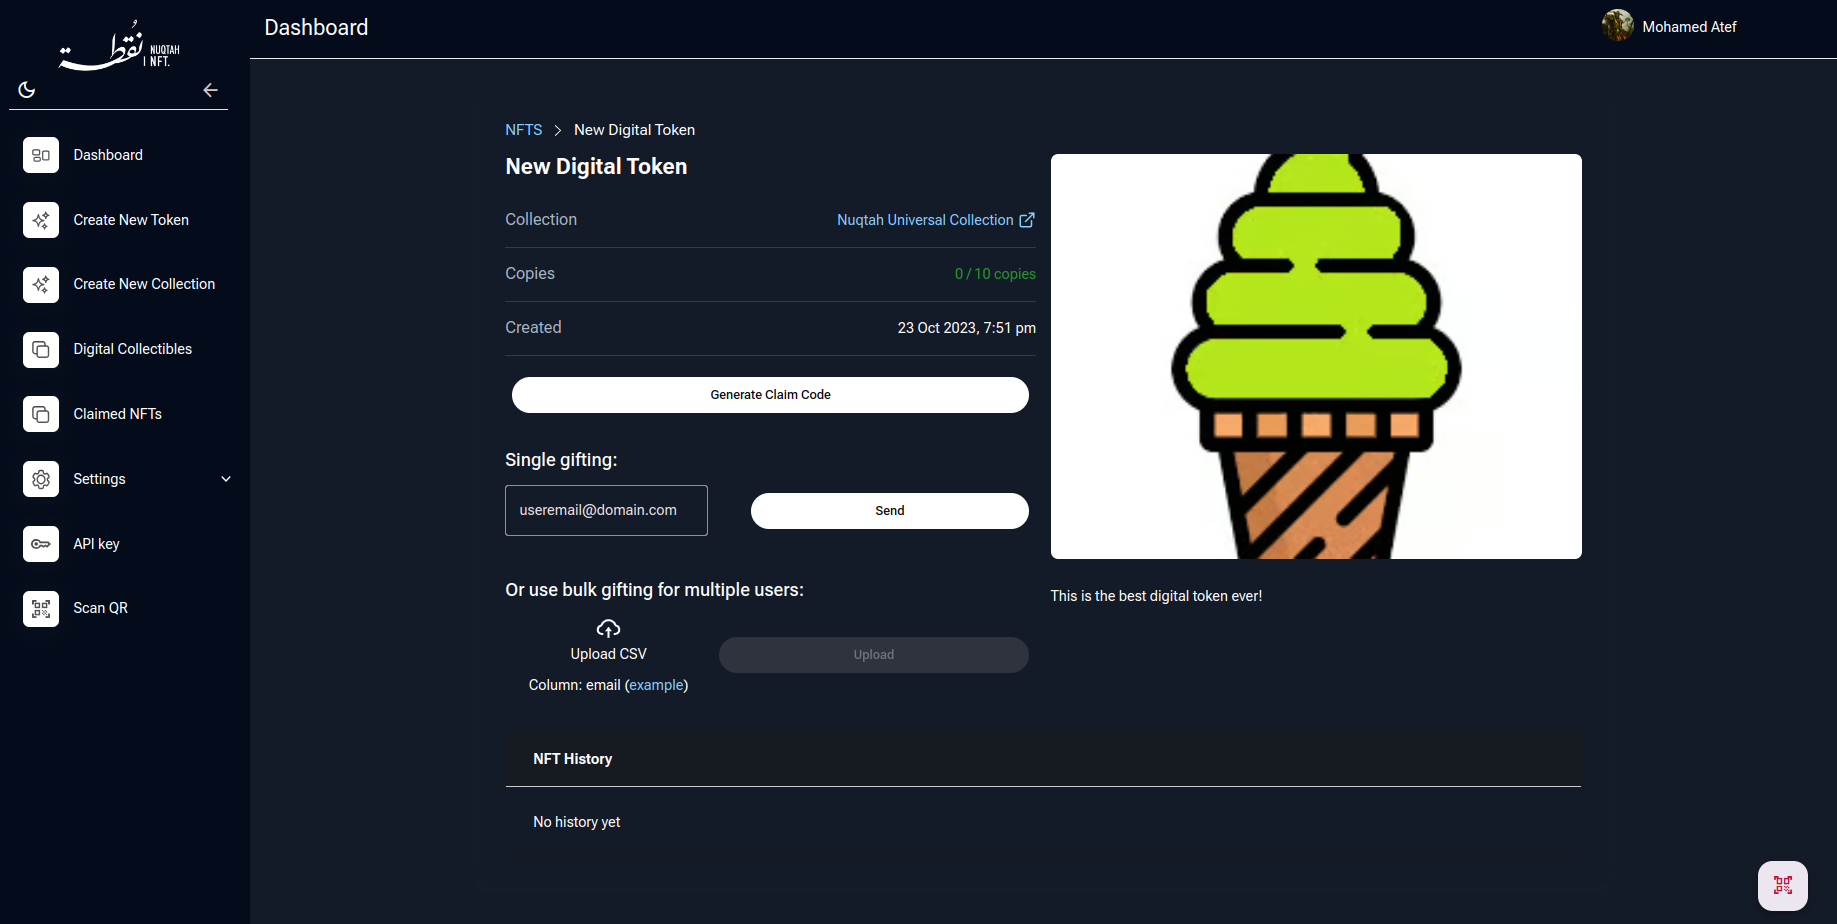 نُقطة
NUQTAH
NFT.
Dashboard
Mohamed Atef
Dashboard
Create New Token
Create New Collection
Digital Collectibles
Claimed NFTs
Settings
API key
Scan QR
NFTS > New Digital Token
New Digital Token
Collection Nuqtah Universal Collection
Copies 0 / 10 copies
Created 23 Oct 2023, 7:51 pm
Generate Claim Code
Single gifting:
useremail@domain.com Send
Or use bulk gifting for multiple users:
Upload CSV Upload
Column: email (example)
This is the best digital token ever!
NFT History
No history yet